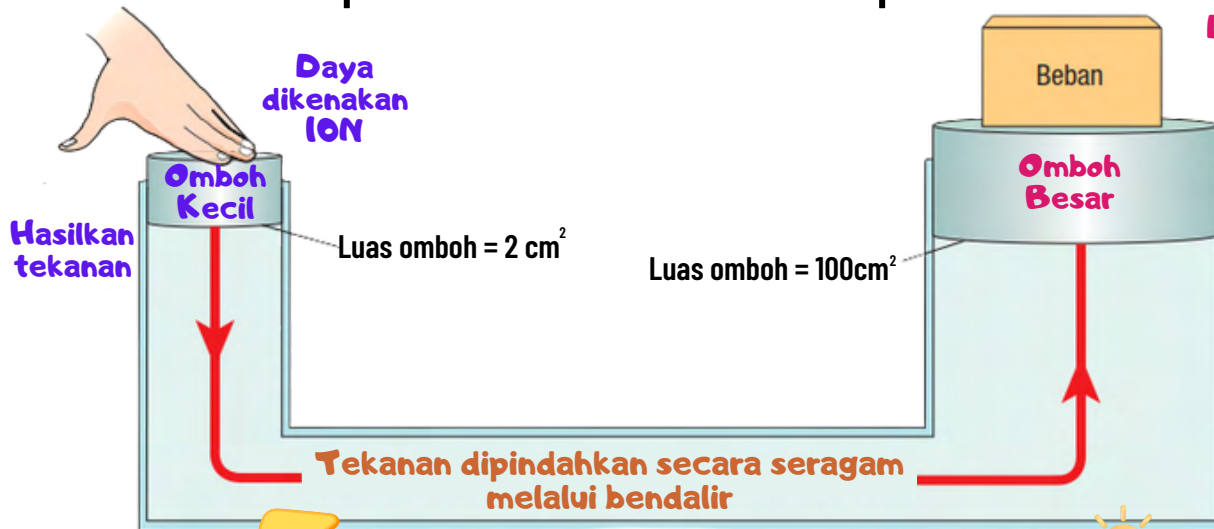 Daya
dikenakan
10N
Beban
Omboh
Kecil
Omboh
Besar
Hasilkan
tekanan
Luas omboh = 2 cm²
Luas omboh = 100cm²
Tekanan dipindahkan secara seragam
melalui bendalir